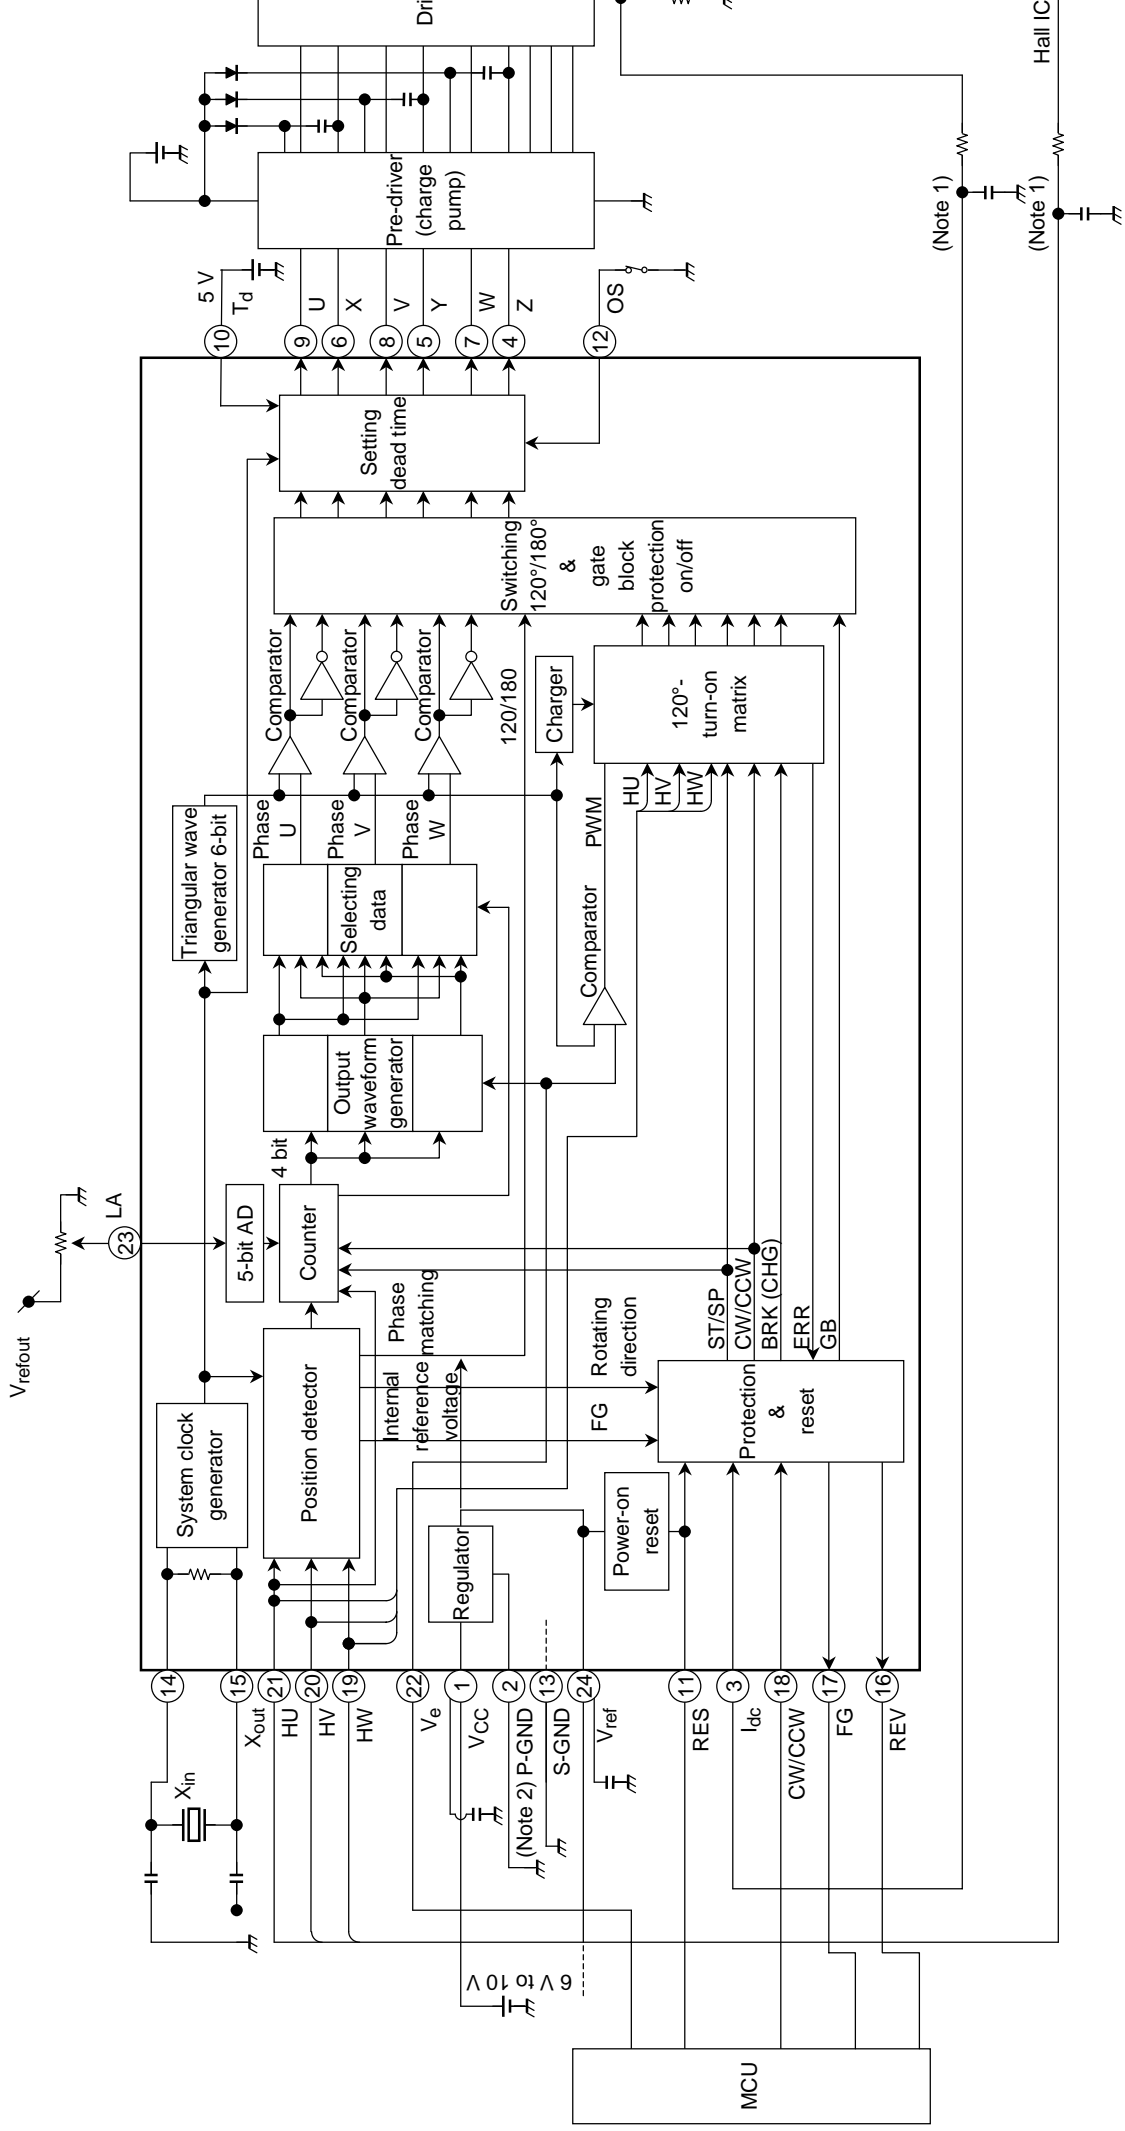 MCU
6 V to 10 V
Xin
Xout
HU
HV
HW
Ve
VCC
(Note 2) P-GND
S-GND
Vref
RES
Idc
CW/CCW
FG
REV
14
15
21
20
19
22
1
2
13
24
11
3
18
17
16
System clock
generator
Position detector
Regulator
Power-on
reset
Internal
reference
voltage
Phase
matching
FG
Rotating
direction
Protection
&
reset
ST/SP
CW/CCW
BRK (CHG)
ERR
GB
Vrefout
23
LA
5-bit AD
Counter
4 bit
Output
waveform
generator
Triangular wave
generator 6-bit
Selecting
data
Phase
U
Phase
V
Phase
W
Comparator
Comparator
Comparator
Comparator
PWM
HU
HV
HW
120/180
Charger
120°-
turn-on
matrix
Switching
120°/180°
&
gate
block
protection
on/off
Setting
dead time
10
9
6
8
5
7
4
12
5 V
Td
U
X
V
Y
W
Z
OS
Pre-driver
(charge
pump)
Dri
(Note 1)
(Note 1)
Hall IC